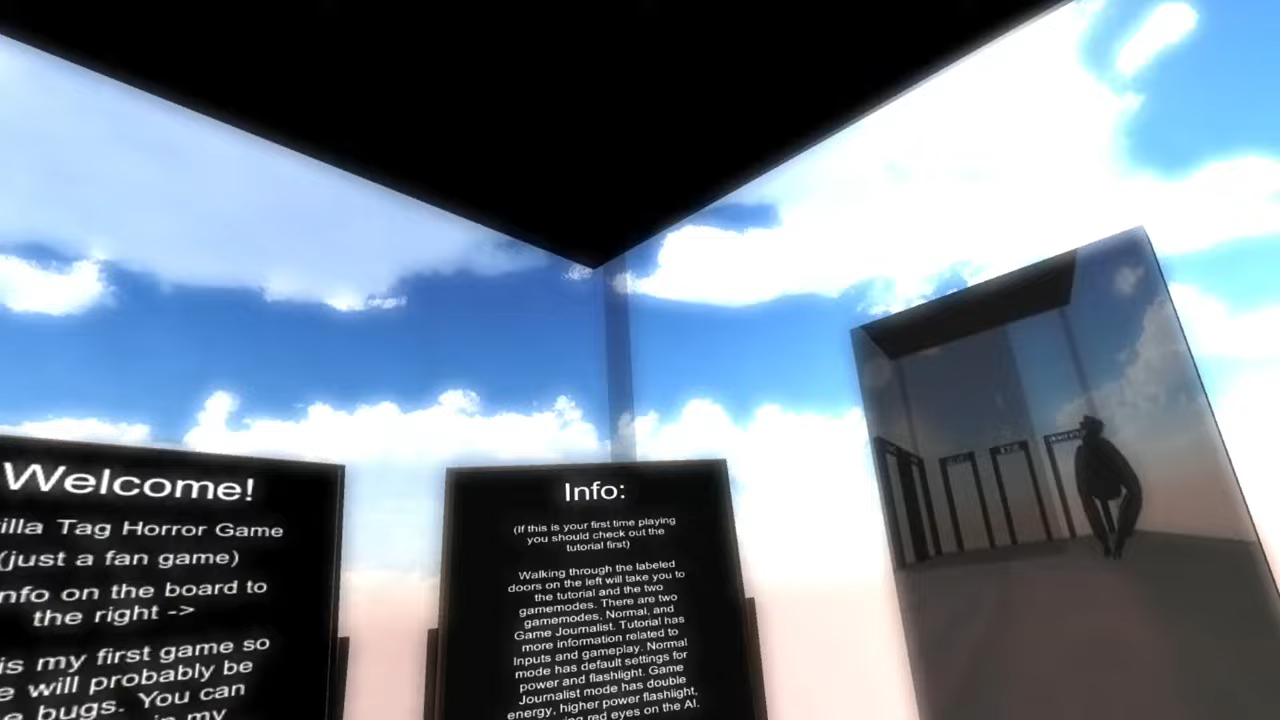 Welcome!
illa Tag Horror Game
(just a fan game)
nfo on the board to
the right ->
is my first game so
e will probably be
e bugs. You can
in my
Info:
(If this is your first time playing
you should check out the
tutorial first)
Walking through the labeled
doors on the left will take you to
the tutorial and the two
gamemodes. There are two
gamemodes, Normal, and
Game Journalist. Tutorial has
more information related to
Inputs and gameplay. Normal
mode has default settings for
power and flashlight. Game
Journalist mode has double
energy, higher power flashlight,
red eyes on the AI.